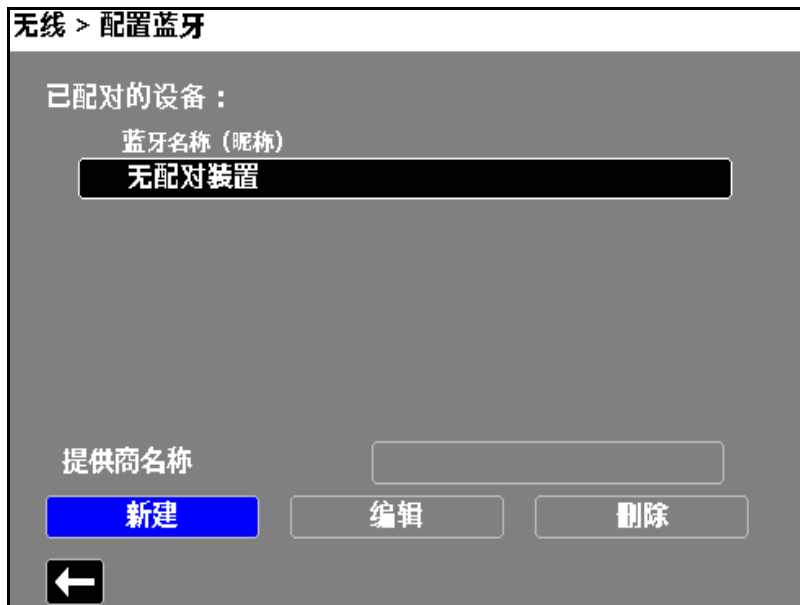 无线 > 配置蓝牙
已配对的设备：
蓝牙名称（昵称）
无配对装置
提供商名称
新建 编辑 删除